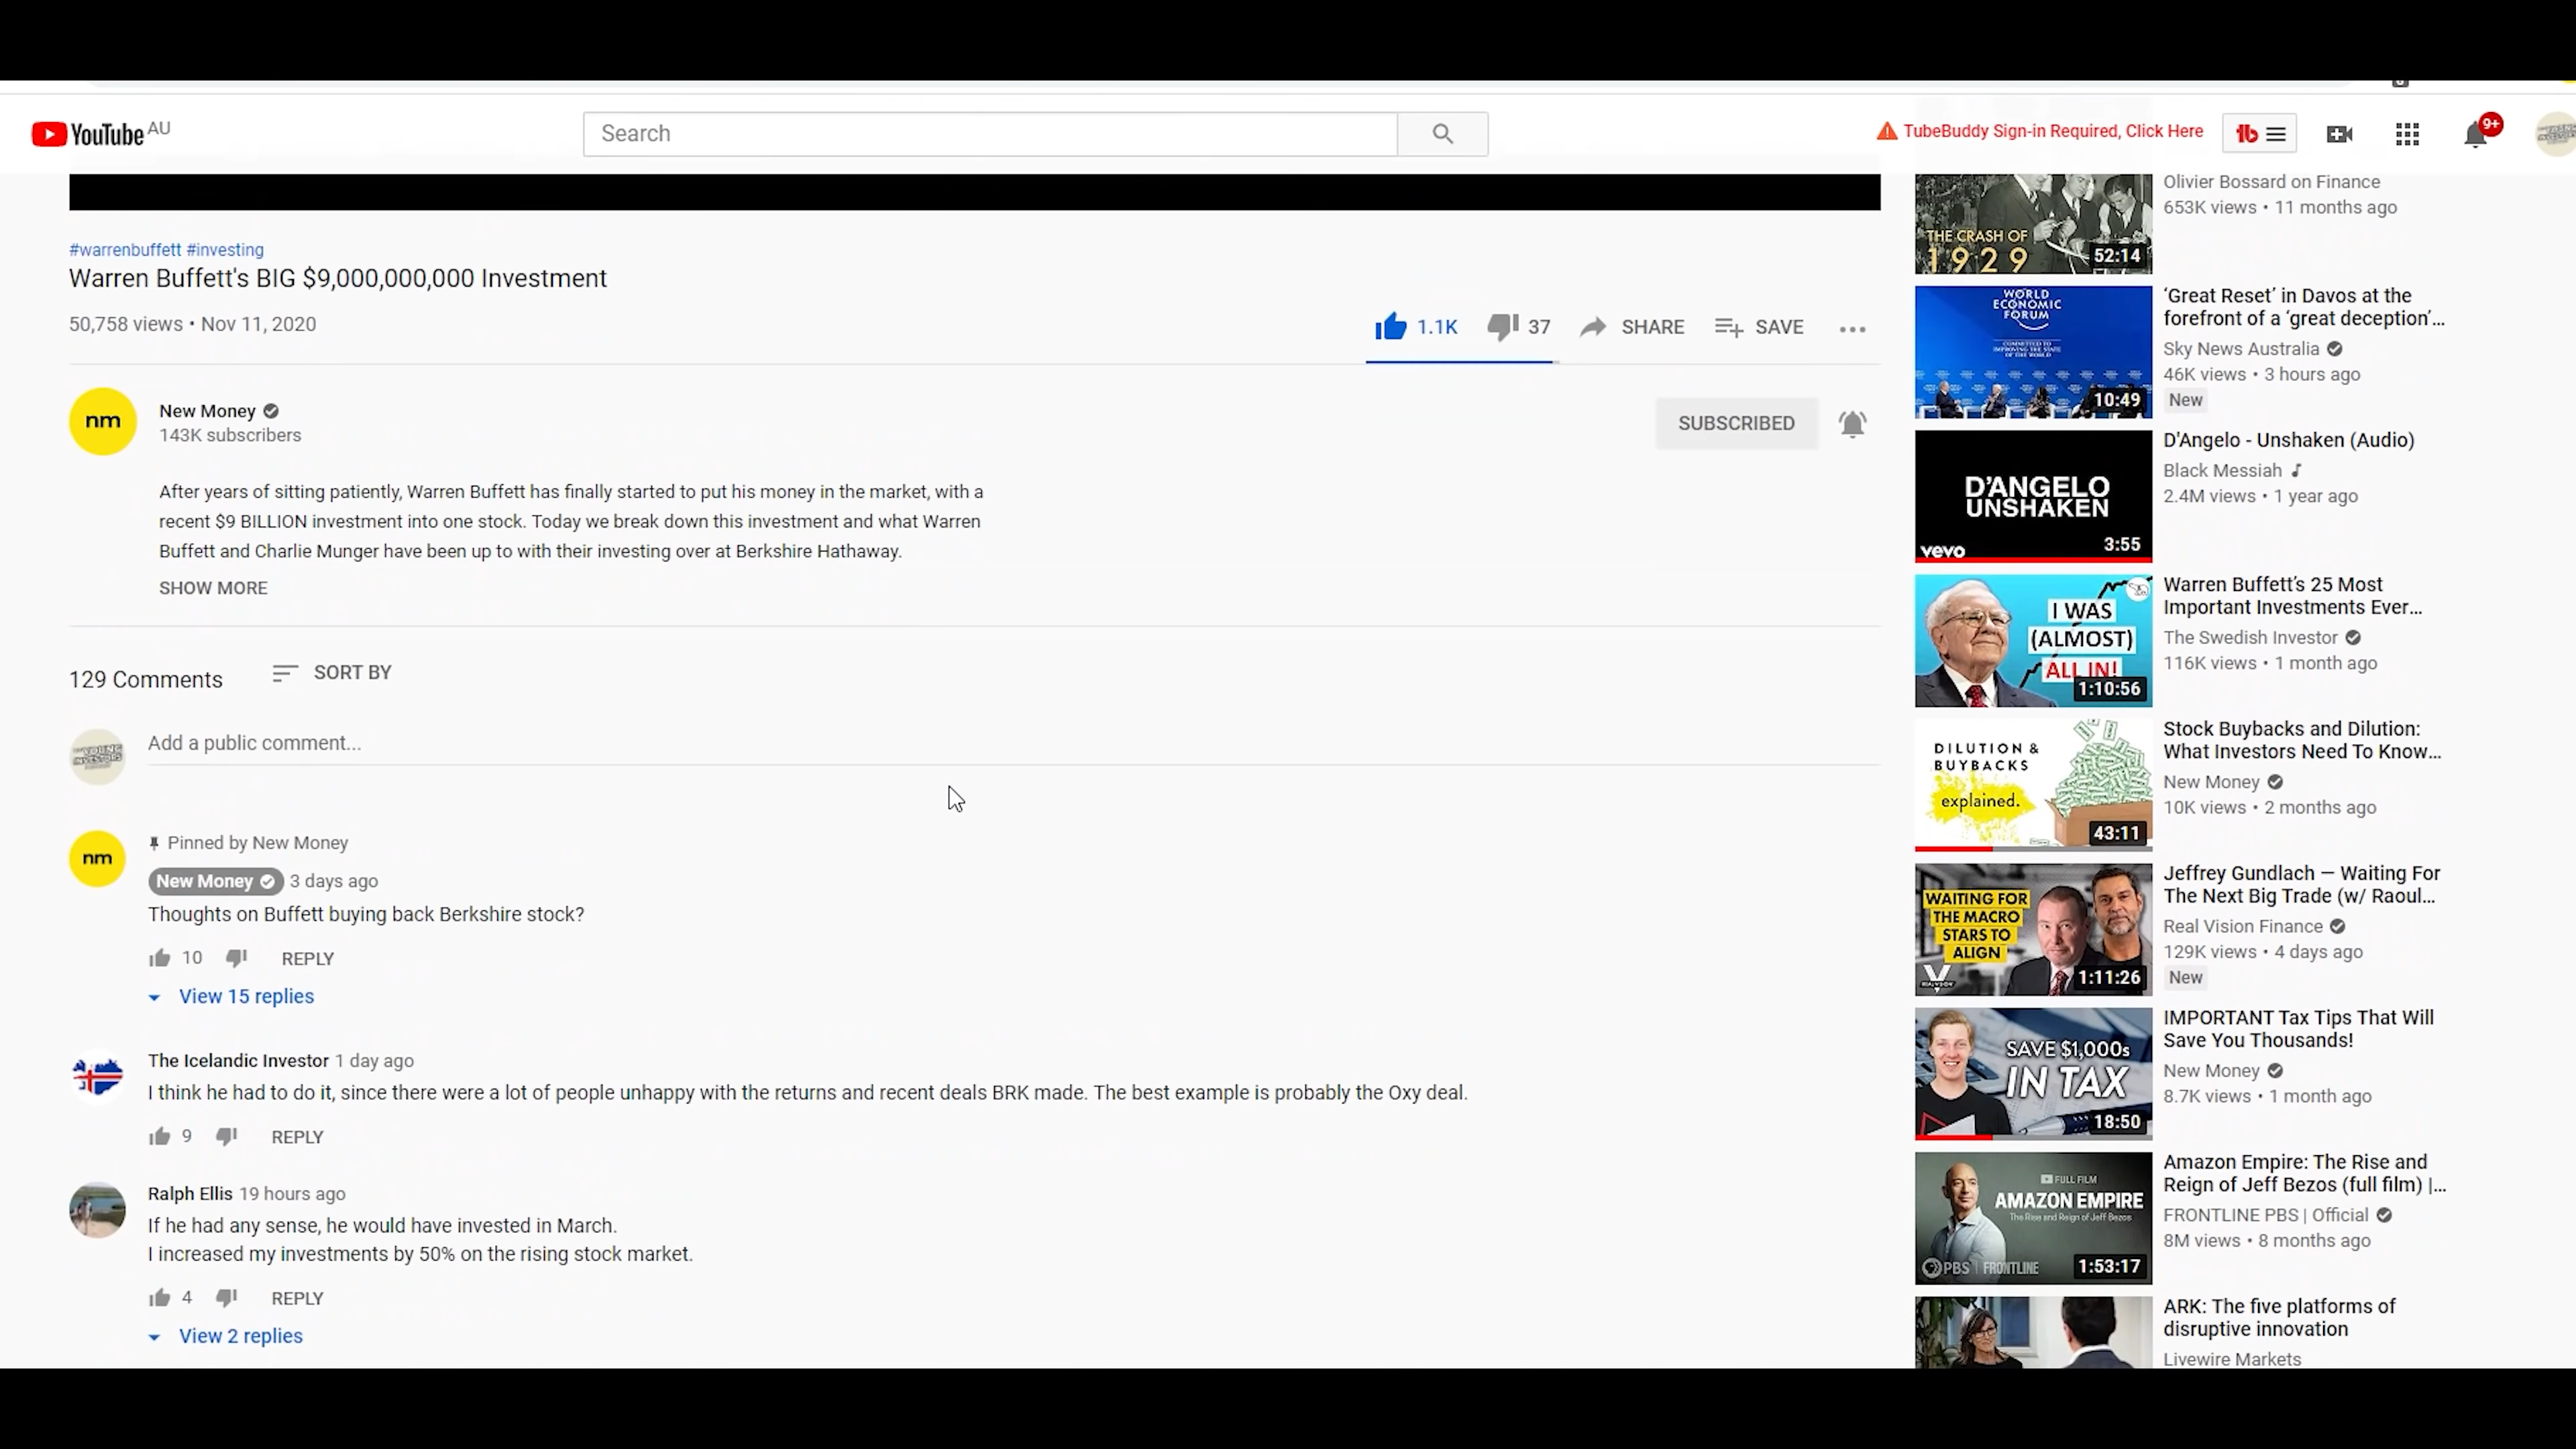 YouTube AU
Search
TubeBuddy Sign-in Required, Click Here
9+
#warrenbuffett #investing
Warren Buffett's BIG $9,000,000,000 Investment
50,758 views • Nov 11, 2020
1.1K
37
SHARE
SAVE
nm
New Money
143K subscribers
SUBSCRIBED
After years of sitting patiently, Warren Buffett has finally started to put his money in the market, with a
recent $9 BILLION investment into one stock. Today we break down this investment and what Warren
Buffett and Charlie Munger have been up to with their investing over at Berkshire Hathaway.
SHOW MORE
129 Comments
SORT BY
YOUNG
INVESTORS
Add a public comment...
nm
Pinned by New Money
New Money 3 days ago
Thoughts on Buffett buying back Berkshire stock?
10
REPLY
View 15 replies
The Icelandic Investor 1 day ago
I think he had to do it, since there were a lot of people unhappy with the returns and recent deals BRK made. The best example is probably the Oxy deal.
9
REPLY
Ralph Ellis 19 hours ago
If he had any sense, he would have invested in March.
I increased my investments by 50% on the rising stock market.
4
REPLY
View 2 replies
THE CRASH OF
1929
52:14
Olivier Bossard on Finance
653K views • 11 months ago
WORLD
ECONOMIC
FORUM
COMMITTED TO
IMPROVING THE STATE
OF THE WORLD
10:49
‘Great Reset’ in Davos at the
forefront of a ‘great deception’...
Sky News Australia
46K views • 3 hours ago
New
D'ANGELO
UNSHAKEN
vevo
3:55
D'Angelo - Unshaken (Audio)
Black Messiah
2.4M views • 1 year ago
I WAS
(ALMOST)
ALL IN!
1:10:56
Warren Buffett’s 25 Most
Important Investments Ever...
The Swedish Investor
116K views • 1 month ago
DILUTION &
BUYBACKS
explained.
43:11
Stock Buybacks and Dilution:
What Investors Need To Know...
New Money
10K views • 2 months ago
WAITING FOR
THE MACRO
STARS TO
ALIGN
1:11:26
Jeffrey Gundlach — Waiting For
The Next Big Trade (w/ Raoul...
Real Vision Finance
129K views • 4 days ago
New
SAVE $1,000s
IN TAX
18:50
IMPORTANT Tax Tips That Will
Save You Thousands!
New Money
8.7K views • 1 month ago
FULL FILM
AMAZON EMPIRE
The Rise and Reign of Jeff Bezos
PBS FRONTLINE
1:53:17
Amazon Empire: The Rise and
Reign of Jeff Bezos (full film) |...
FRONTLINE PBS | Official
8M views • 8 months ago
ARK: The five platforms of
disruptive innovation
Livewire Markets